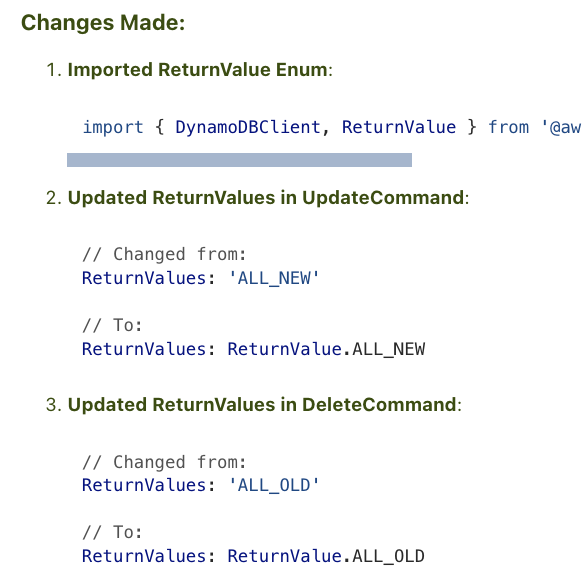 Changes Made:
1. Imported ReturnValue Enum:
import { DynamoDBClient, ReturnValue } from '@aw
2. Updated ReturnValues in UpdateCommand:
// Changed from:
ReturnValues: 'ALL_NEW'
// To:
ReturnValues: ReturnValue.ALL_NEW
3. Updated ReturnValues in DeleteCommand:
// Changed from:
ReturnValues: 'ALL_OLD'
// To:
ReturnValues: ReturnValue.ALL_OLD